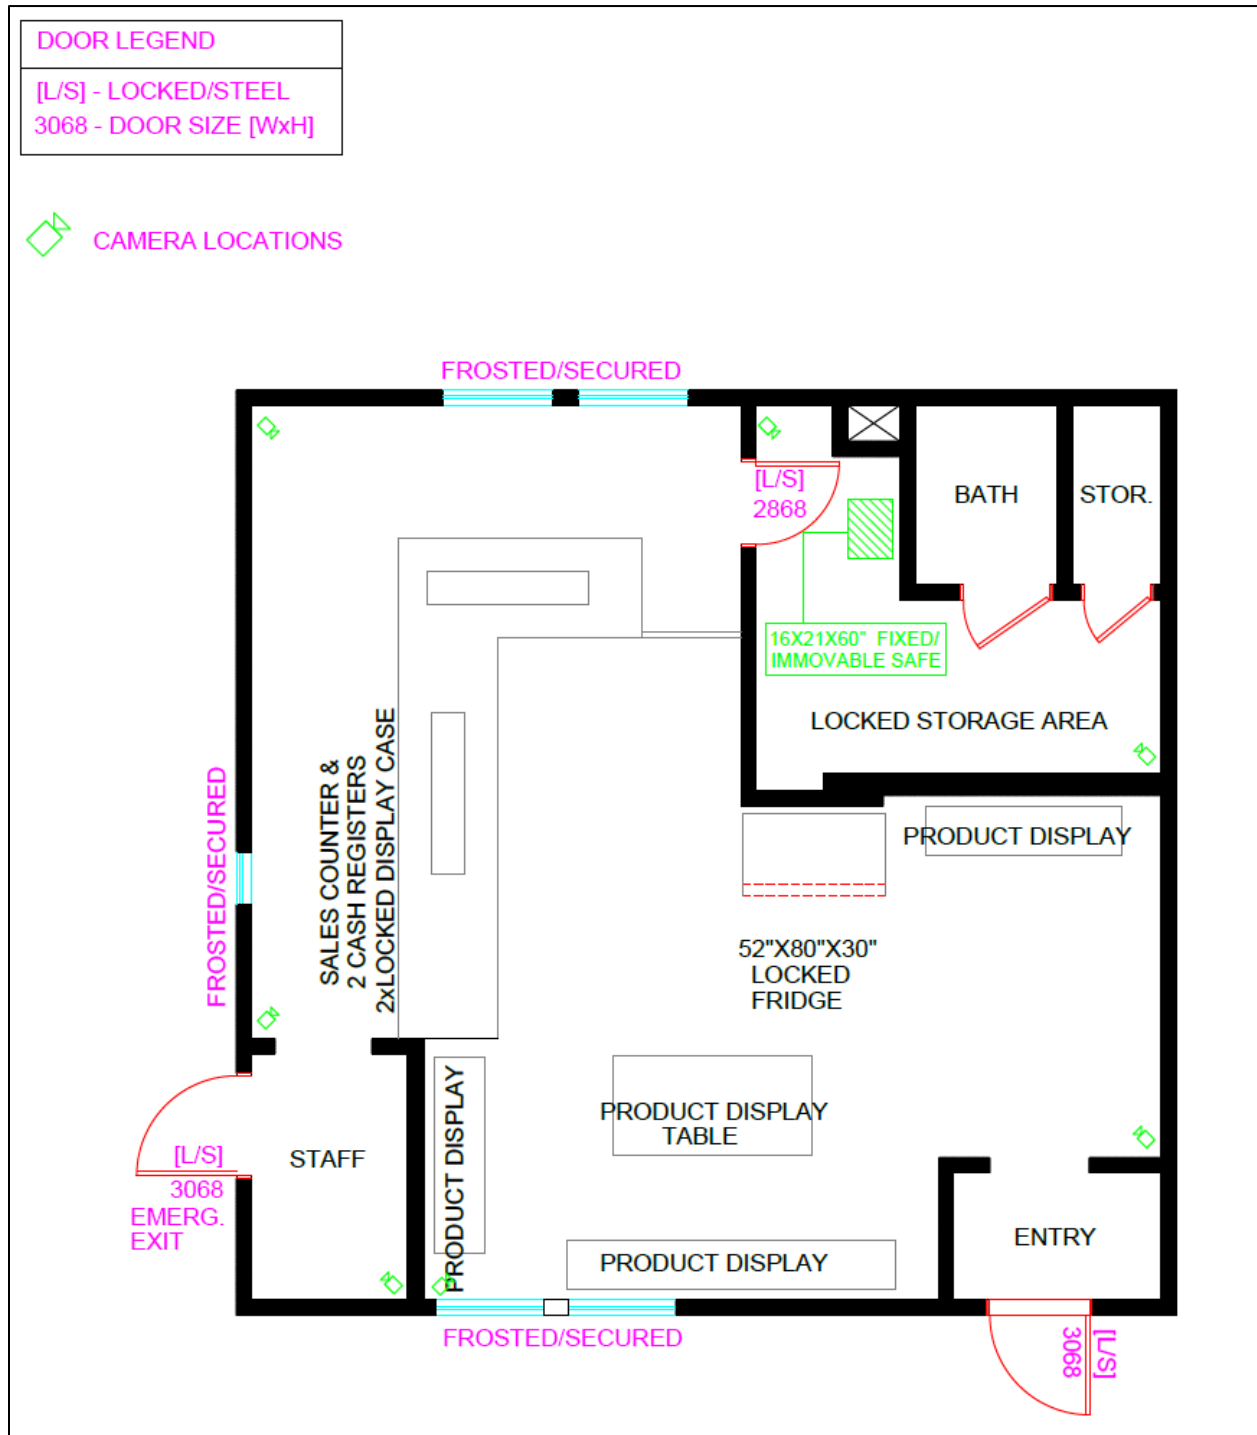 DOOR LEGEND
[L/S] - LOCKED/STEEL
3068 - DOOR SIZE [WxH]
CAMERA LOCATIONS
FROSTED/SECURED
[L/S]
2868
BATH
STOR.
16X21X60" FIXED/
IMMOVABLE SAFE
LOCKED STORAGE AREA
SALES COUNTER &
2 CASH REGISTERS
2xLOCKED DISPLAY CASE
FROSTED/SECURED
PRODUCT DISPLAY
52"X80"X30"
LOCKED
FRIDGE
PRODUCT DISPLAY
PRODUCT DISPLAY
TABLE
STAFF
[L/S]
3068
EMERG.
EXIT
ENTRY
PRODUCT DISPLAY
FROSTED/SECURED
[L/S]
3068